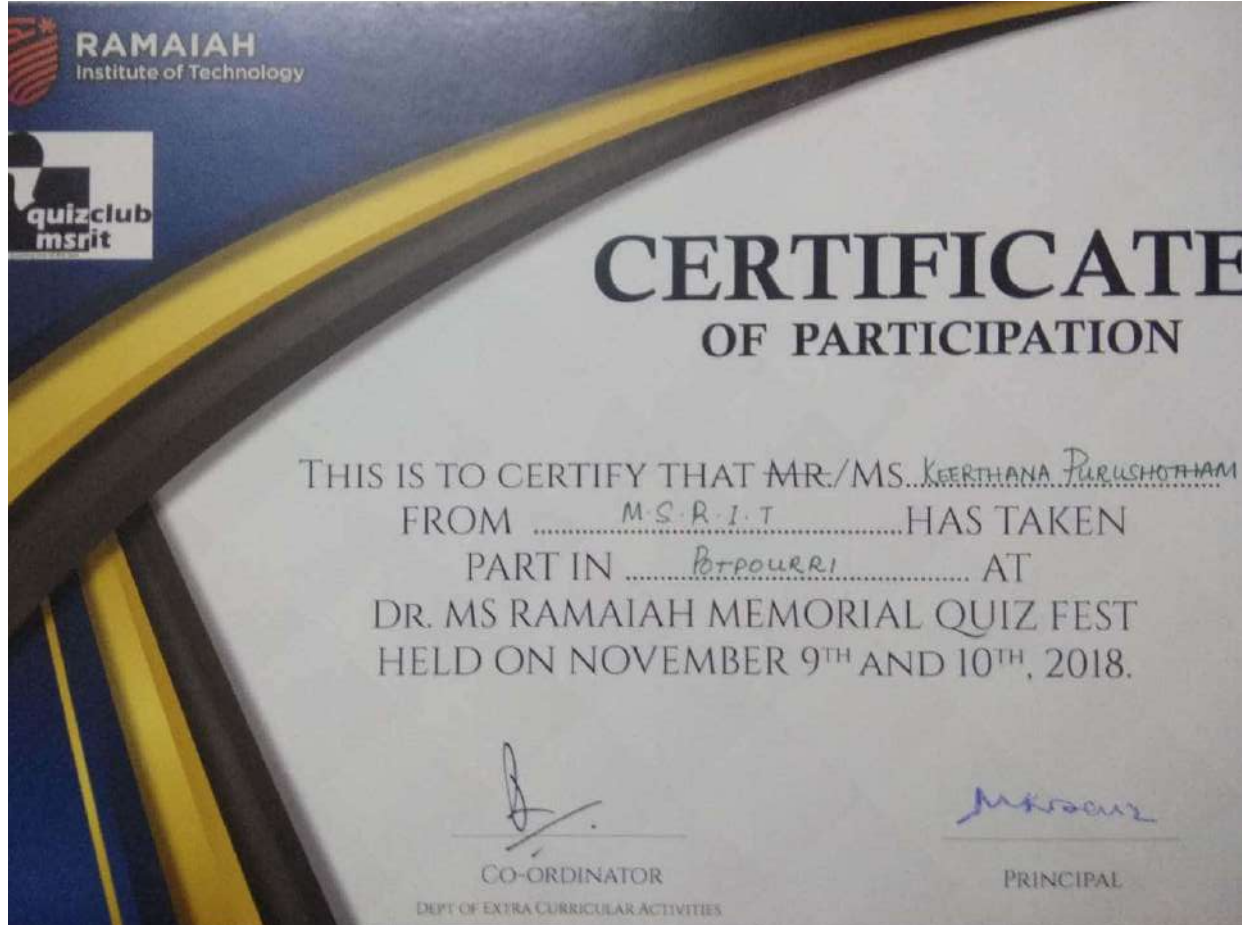 RAMAIAH
Institute of Technology
quizclub
msrit
CERTIFICATE
OF PARTICIPATION
THIS IS TO CERTIFY THAT MR./MS. KEERTHANA PURUSHOTHAM
FROM M.S.R.I.T HAS TAKEN
PART IN POTPOURRI AT
DR. MS RAMAIAH MEMORIAL QUIZ FEST
HELD ON NOVEMBER 9TH AND 10TH, 2018.
CO-ORDINATOR
DEPT OF EXTRA CURRICULAR ACTIVITIES
PRINCIPAL